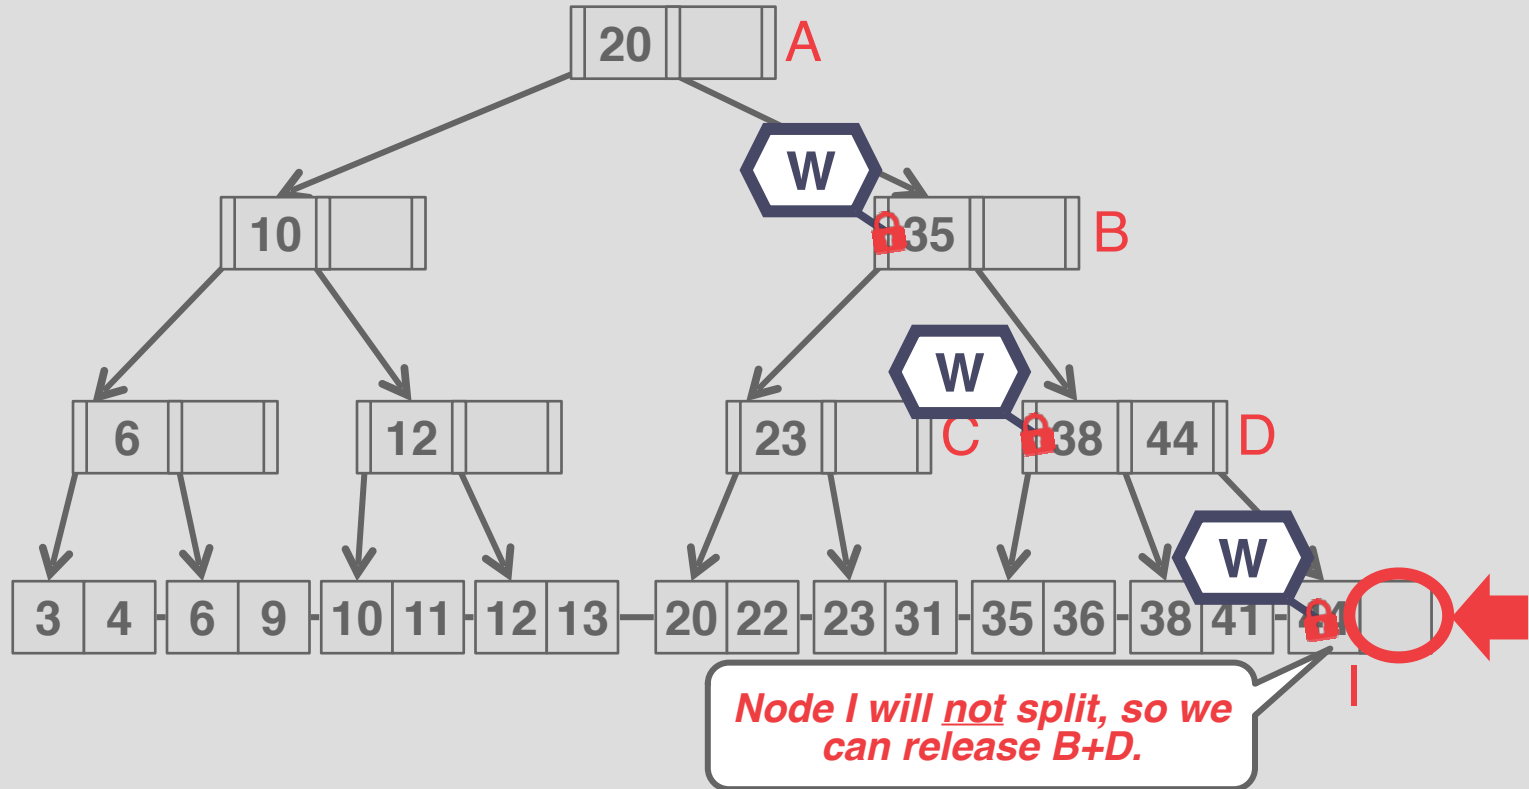 20 A
W
10 35 B
W
6 12 23 C 38 44 D
W
3 4 6 9 10 11 12 13 20 22 23 31 35 36 38 41 44
I
Node I will not split, so we
can release B+D.